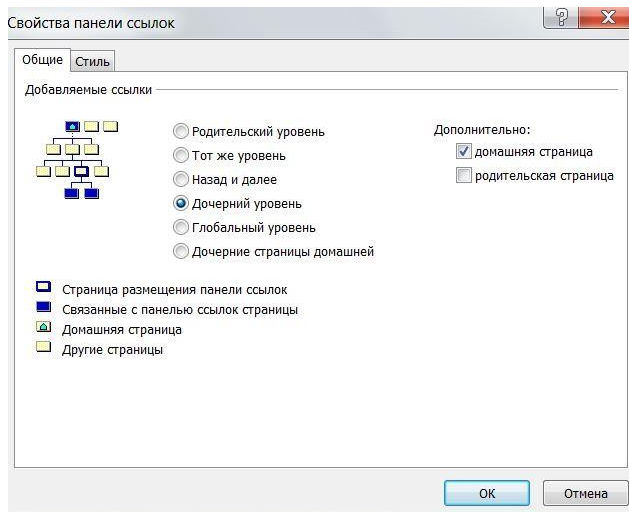 Свойства панели ссылок
Общие
Стиль
Добавляемые ссылки
Родительский уровень
Тот же уровень
Назад и далее
Дочерний уровень
Глобальный уровень
Дочерние страницы домашней
Дополнительно:
домашняя страница
родительская страница
Страница размещения панели ссылок
Связанные с панелью ссылок страницы
Домашняя страница
Другие страницы
ОК
Отмена